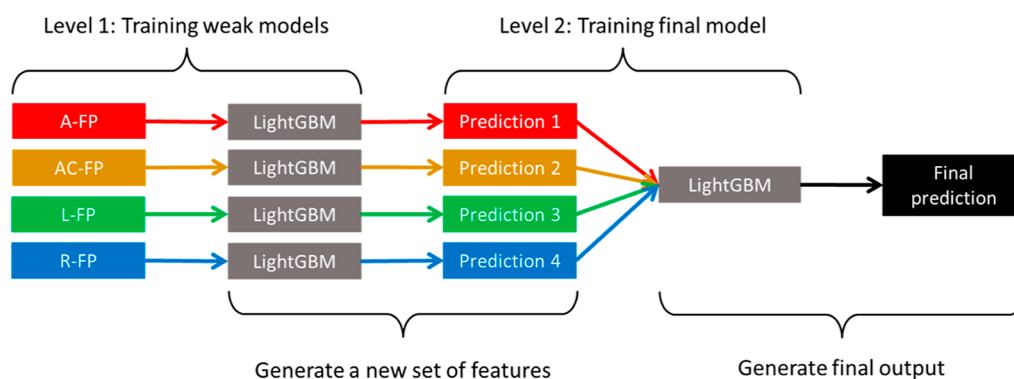 Level 1: Training weak models
Level 2: Training final model
A-FP
LightGBM
Prediction 1
AC-FP
LightGBM
Prediction 2
LightGBM
Final
prediction
L-FP
LightGBM
Prediction 3
R-FP
LightGBM
Prediction 4
Generate a new set of features
Generate final output